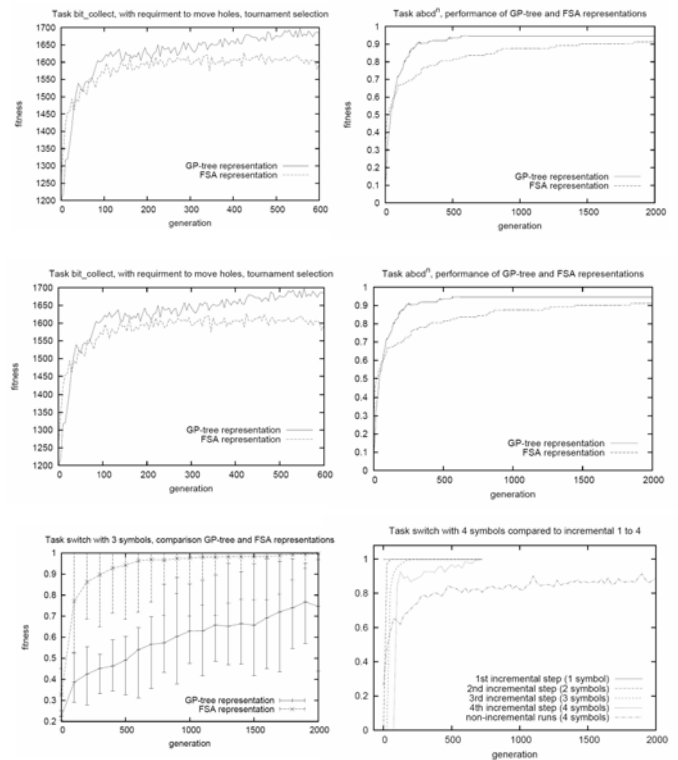 Task bit_collect, with requirment to move holes, tournament selection
1700
1650
1600
1550
1500
1450
1400
1350
1300
1250
1200
fitness
GP-tree representation
FSA representation
0 100 200 300 400 500 600
generation
Task abcd^n, performance of GP-tree and FSA representations
1
0.9
0.8
0.7
0.6
0.5
0.4
0.3
0.2
0.1
0
fitness
GP-tree representation
FSA representation
0 500 1000 1500 2000
generation
Task bit_collect, with requirment to move holes, tournament selection
1700
1600
1500
1400
1300
1200
fitness
GP-tree representation
FSA representation
0 100 200 300 400 500 600
generation
Task abcd^n, performance of GP-tree and FSA representations
1
0.9
0.8
0.7
0.6
0.5
0.4
0.3
0.2
0.1
0
fitness
GP-tree representation
FSA representation
0 500 1000 1500 2000
generation
Task switch with 3 symbols, comparison GP-tree and FSA representations
1
0.9
0.8
0.7
0.6
0.5
0.4
0.3
0.2
fitness
GP-tree representation
FSA representation
0 500 1000 1500 2000
generation
Task switch with 4 symbols compared to incremental 1 to 4
1
0.8
0.6
0.4
0.2
0
fitness
1st incremental step (1 symbol)
2nd incremental step (2 symbols)
3rd incremental step (3 symbols)
4th incremental step (4 symbols)
non-incremental runs (4 symbols)
0 500 1000 1500 2000
generation